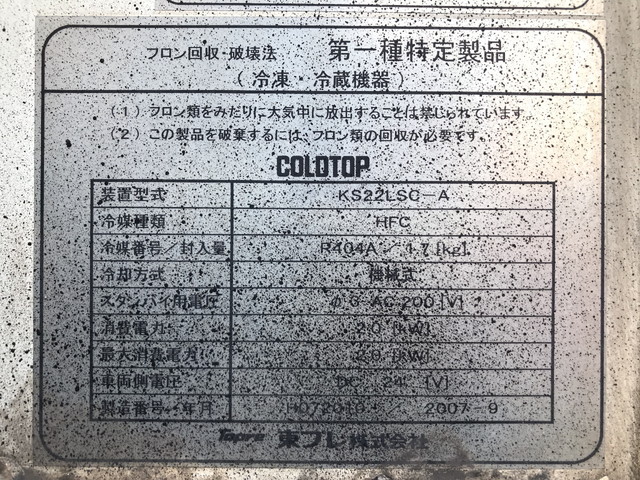 フロン回収・破壊法 第一種特定製品
（冷凍・冷蔵機器）
（1）フロン類をみだりに大気中に放出することは禁じられています。
（2）この製品を破棄するには、フロン類の回収が必要です。
COLDTOP
装置型式 KS22LSC-A
冷媒種類 HFC
冷媒番号／封入量 R404A／1.7[kg]
冷却方式 機械式
スタンバイ用電圧 AC 200[V]
消費電力 2.0[kW]
最大消費電力 2.9[kW]
車両側電圧 DC 24 [V]
製造番号・年月 2007-9
Topre 東プレ株式会社